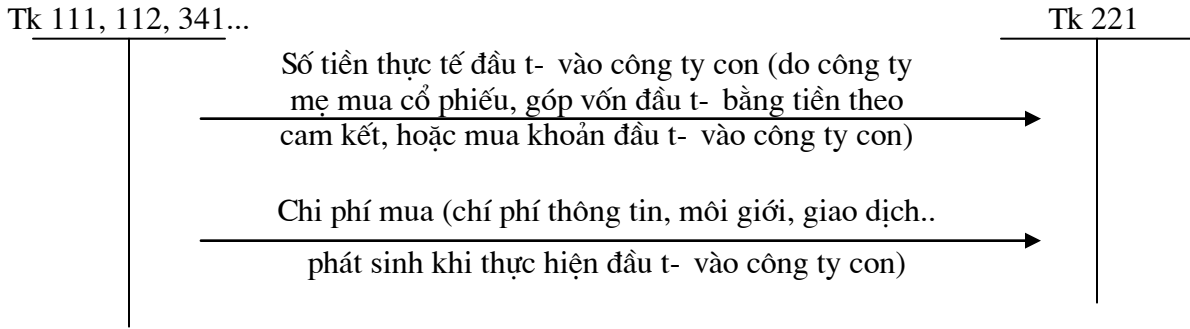 Tk 111, 112, 341...
Tk 221
Số tiền thực tế đầu t- vào công ty con (do công ty
mẹ mua cổ phiếu, góp vốn đầu t- bằng tiền theo
cam kết, hoặc mua khoản đầu t- vào công ty con)
Chi phí mua (chí phí thông tin, môi giới, giao dịch..
phát sinh khi thực hiện đầu t- vào công ty con)